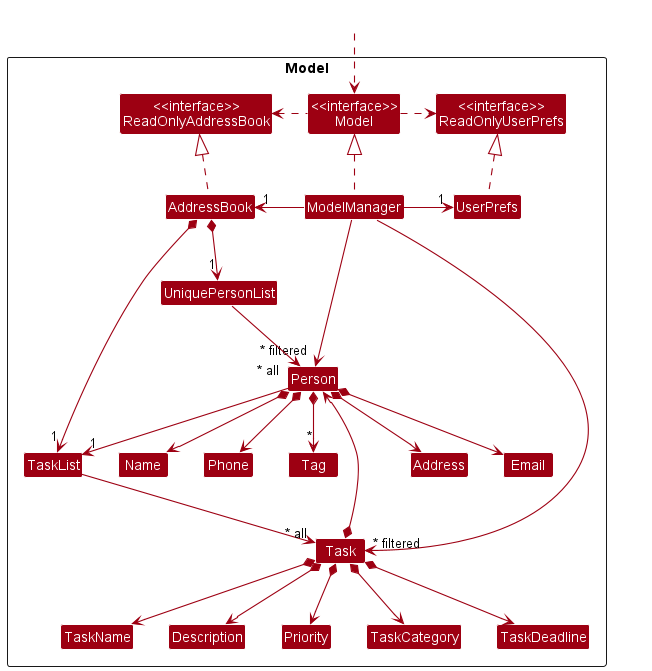 Model
<<interface>>
ReadOnlyAddressBook
<<interface>>
Model
<<interface>>
ReadOnlyUserPrefs
AddressBook
1
ModelManager
1
UserPrefs
1
UniquePersonList
* filtered
* all
Person
1
1
*
TaskList
Name
Phone
Tag
Address
Email
* all
* filtered
Task
TaskName
Description
Priority
TaskCategory
TaskDeadline